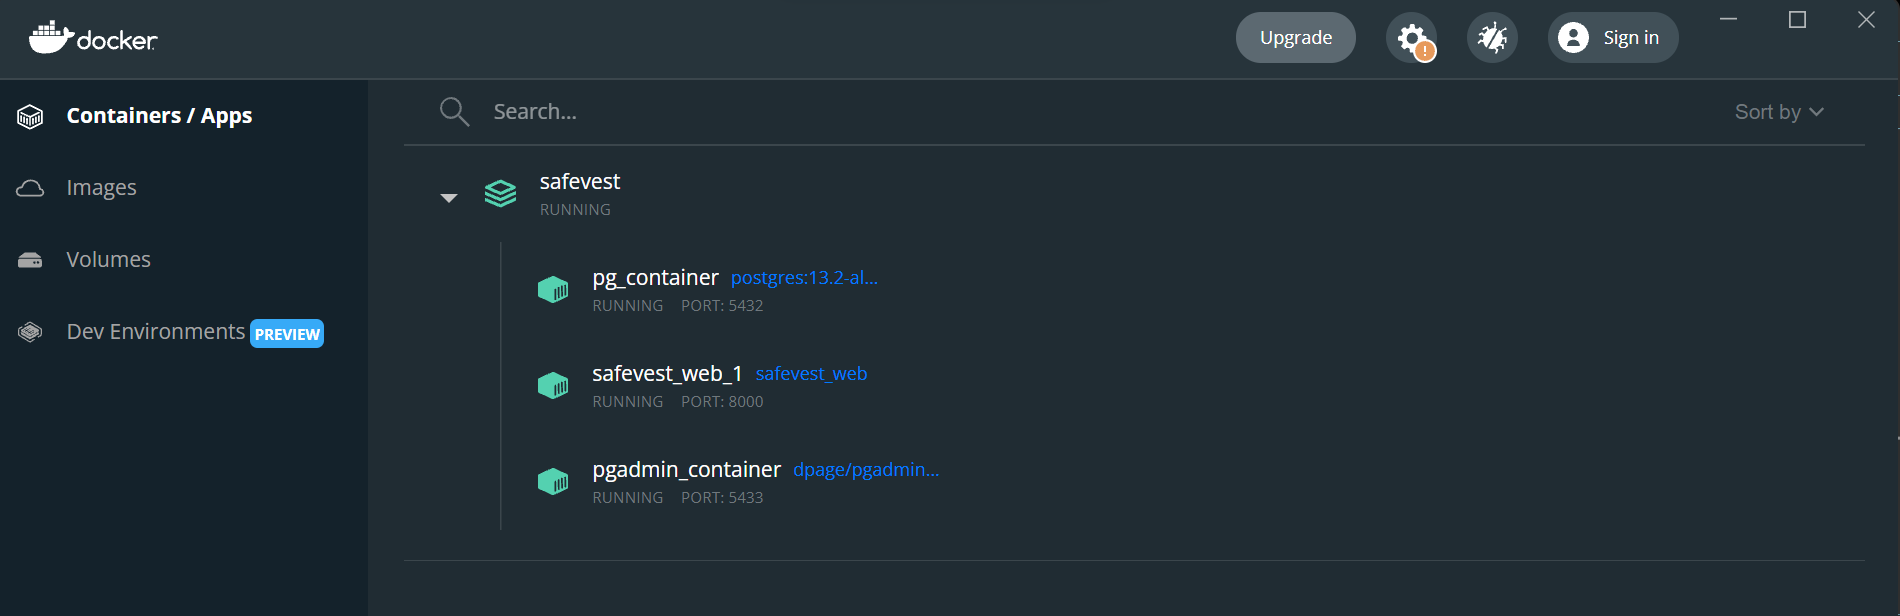 docker
Upgrade
Sign in
Containers / Apps
Images
Volumes
Dev Environments PREVIEW
Search...
Sort by
safevest
RUNNING
pg_container postgres:13.2-al...
RUNNING PORT: 5432
safevest_web_1 safevest_web
RUNNING PORT: 8000
pgadmin_container dpage/pgadmin...
RUNNING PORT: 5433